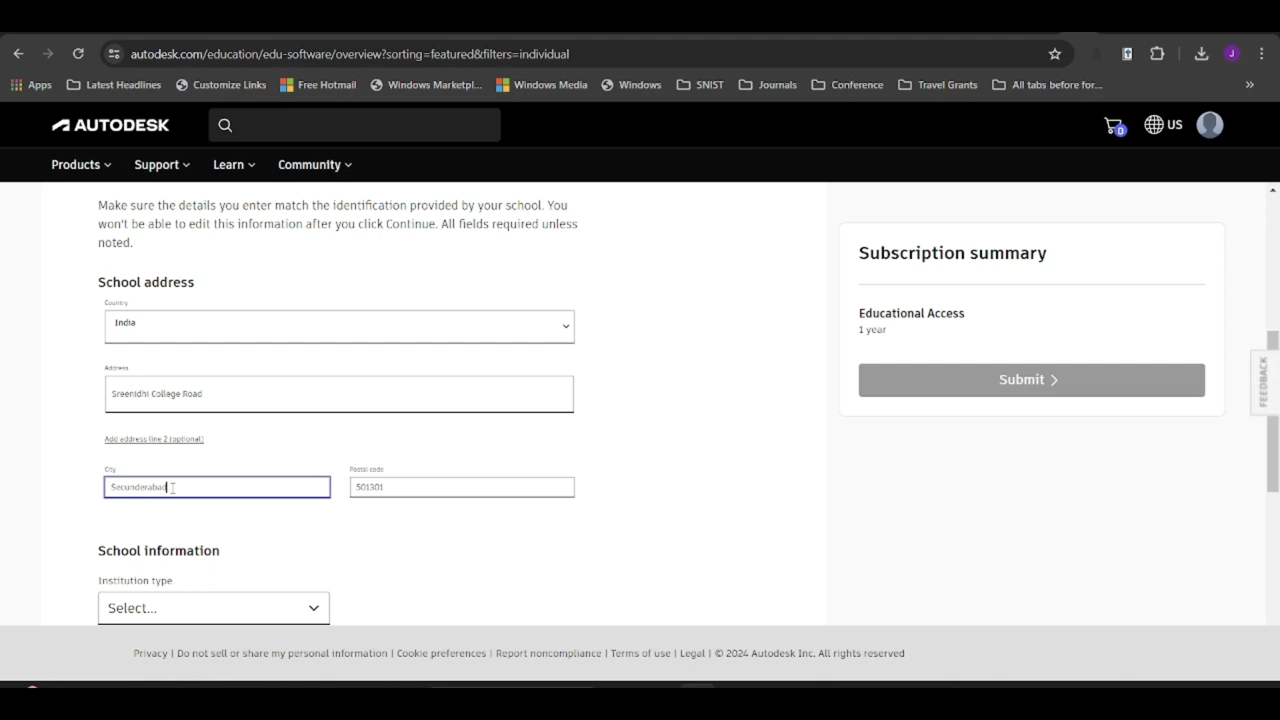 autodesk.com/education/edu-software/overview?sorting=featured&filters=individual
J
Apps Latest Headlines Customize Links Free Hotmail Windows Marketpl... Windows Media Windows SNIST Journals Conference Travel Grants All tabs before for... »
AUTODESK
0 US
Products Support Learn Community
Make sure the details you enter match the identification provided by your school. You
won't be able to edit this information after you click Continue. All fields required unless
noted.
School address
Country
India
Address
Sreenidhi College Road
Add address line 2 (optional)
City Postal code
Secunderabad 501301
School information
Institution type
Select...
Subscription summary
Educational Access
1 year
Submit
FEEDBACK
Privacy | Do not sell or share my personal information | Cookie preferences | Report noncompliance | Terms of use | Legal | © 2024 Autodesk Inc. All rights reserved